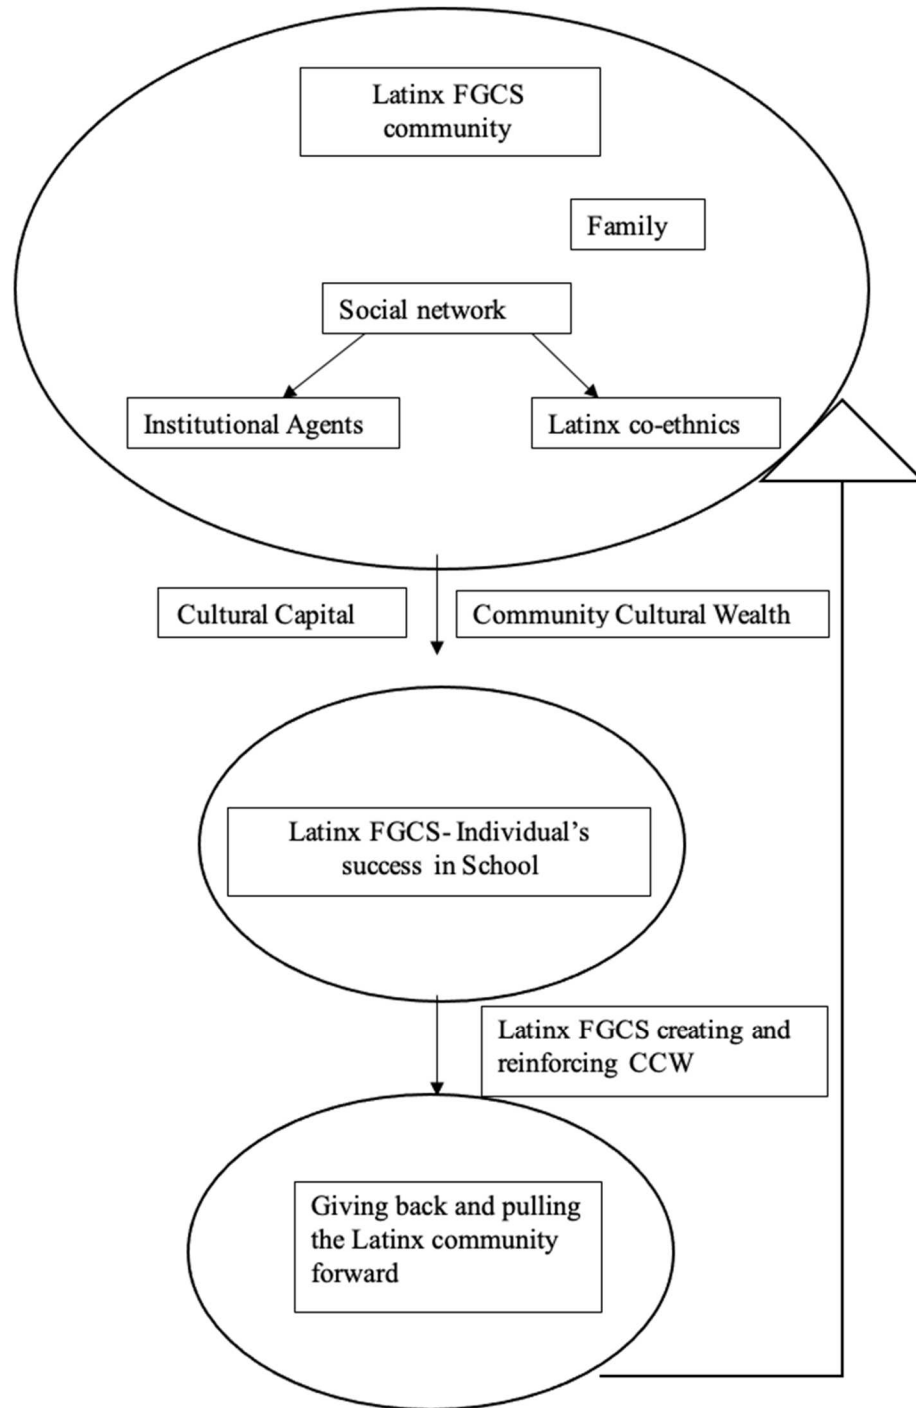 Latinx FGCS
community
Family
Social network
Institutional Agents
Latinx co-ethnics
Cultural Capital
Community Cultural Wealth
Latinx FGCS- Individual’s
success in School
Latinx FGCS creating and
reinforcing CCW
Giving back and pulling
the Latinx community
forward